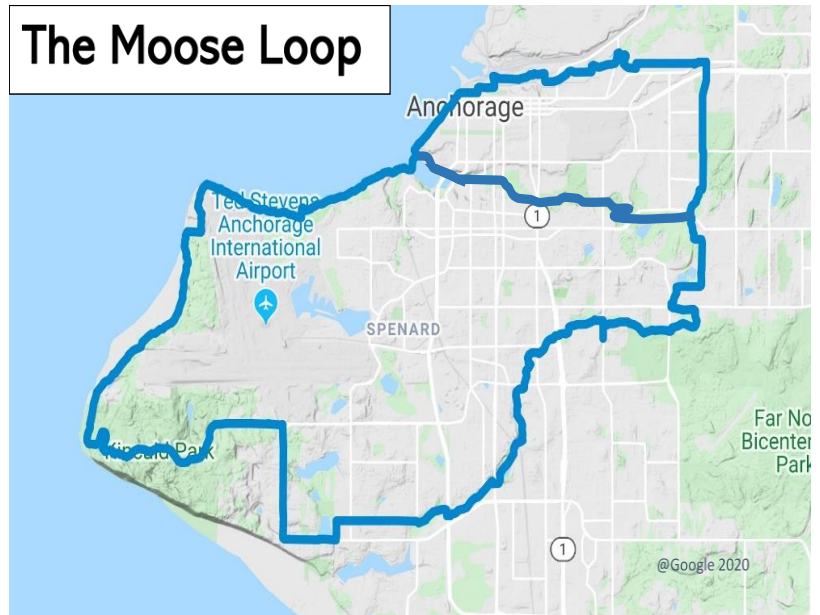 The Moose Loop
Anchorage
Ted Stevens
Anchorage
International
Airport
1
SPENARD
Kincaid Park
Far No
Bicenten
Park
1
@Google 2020